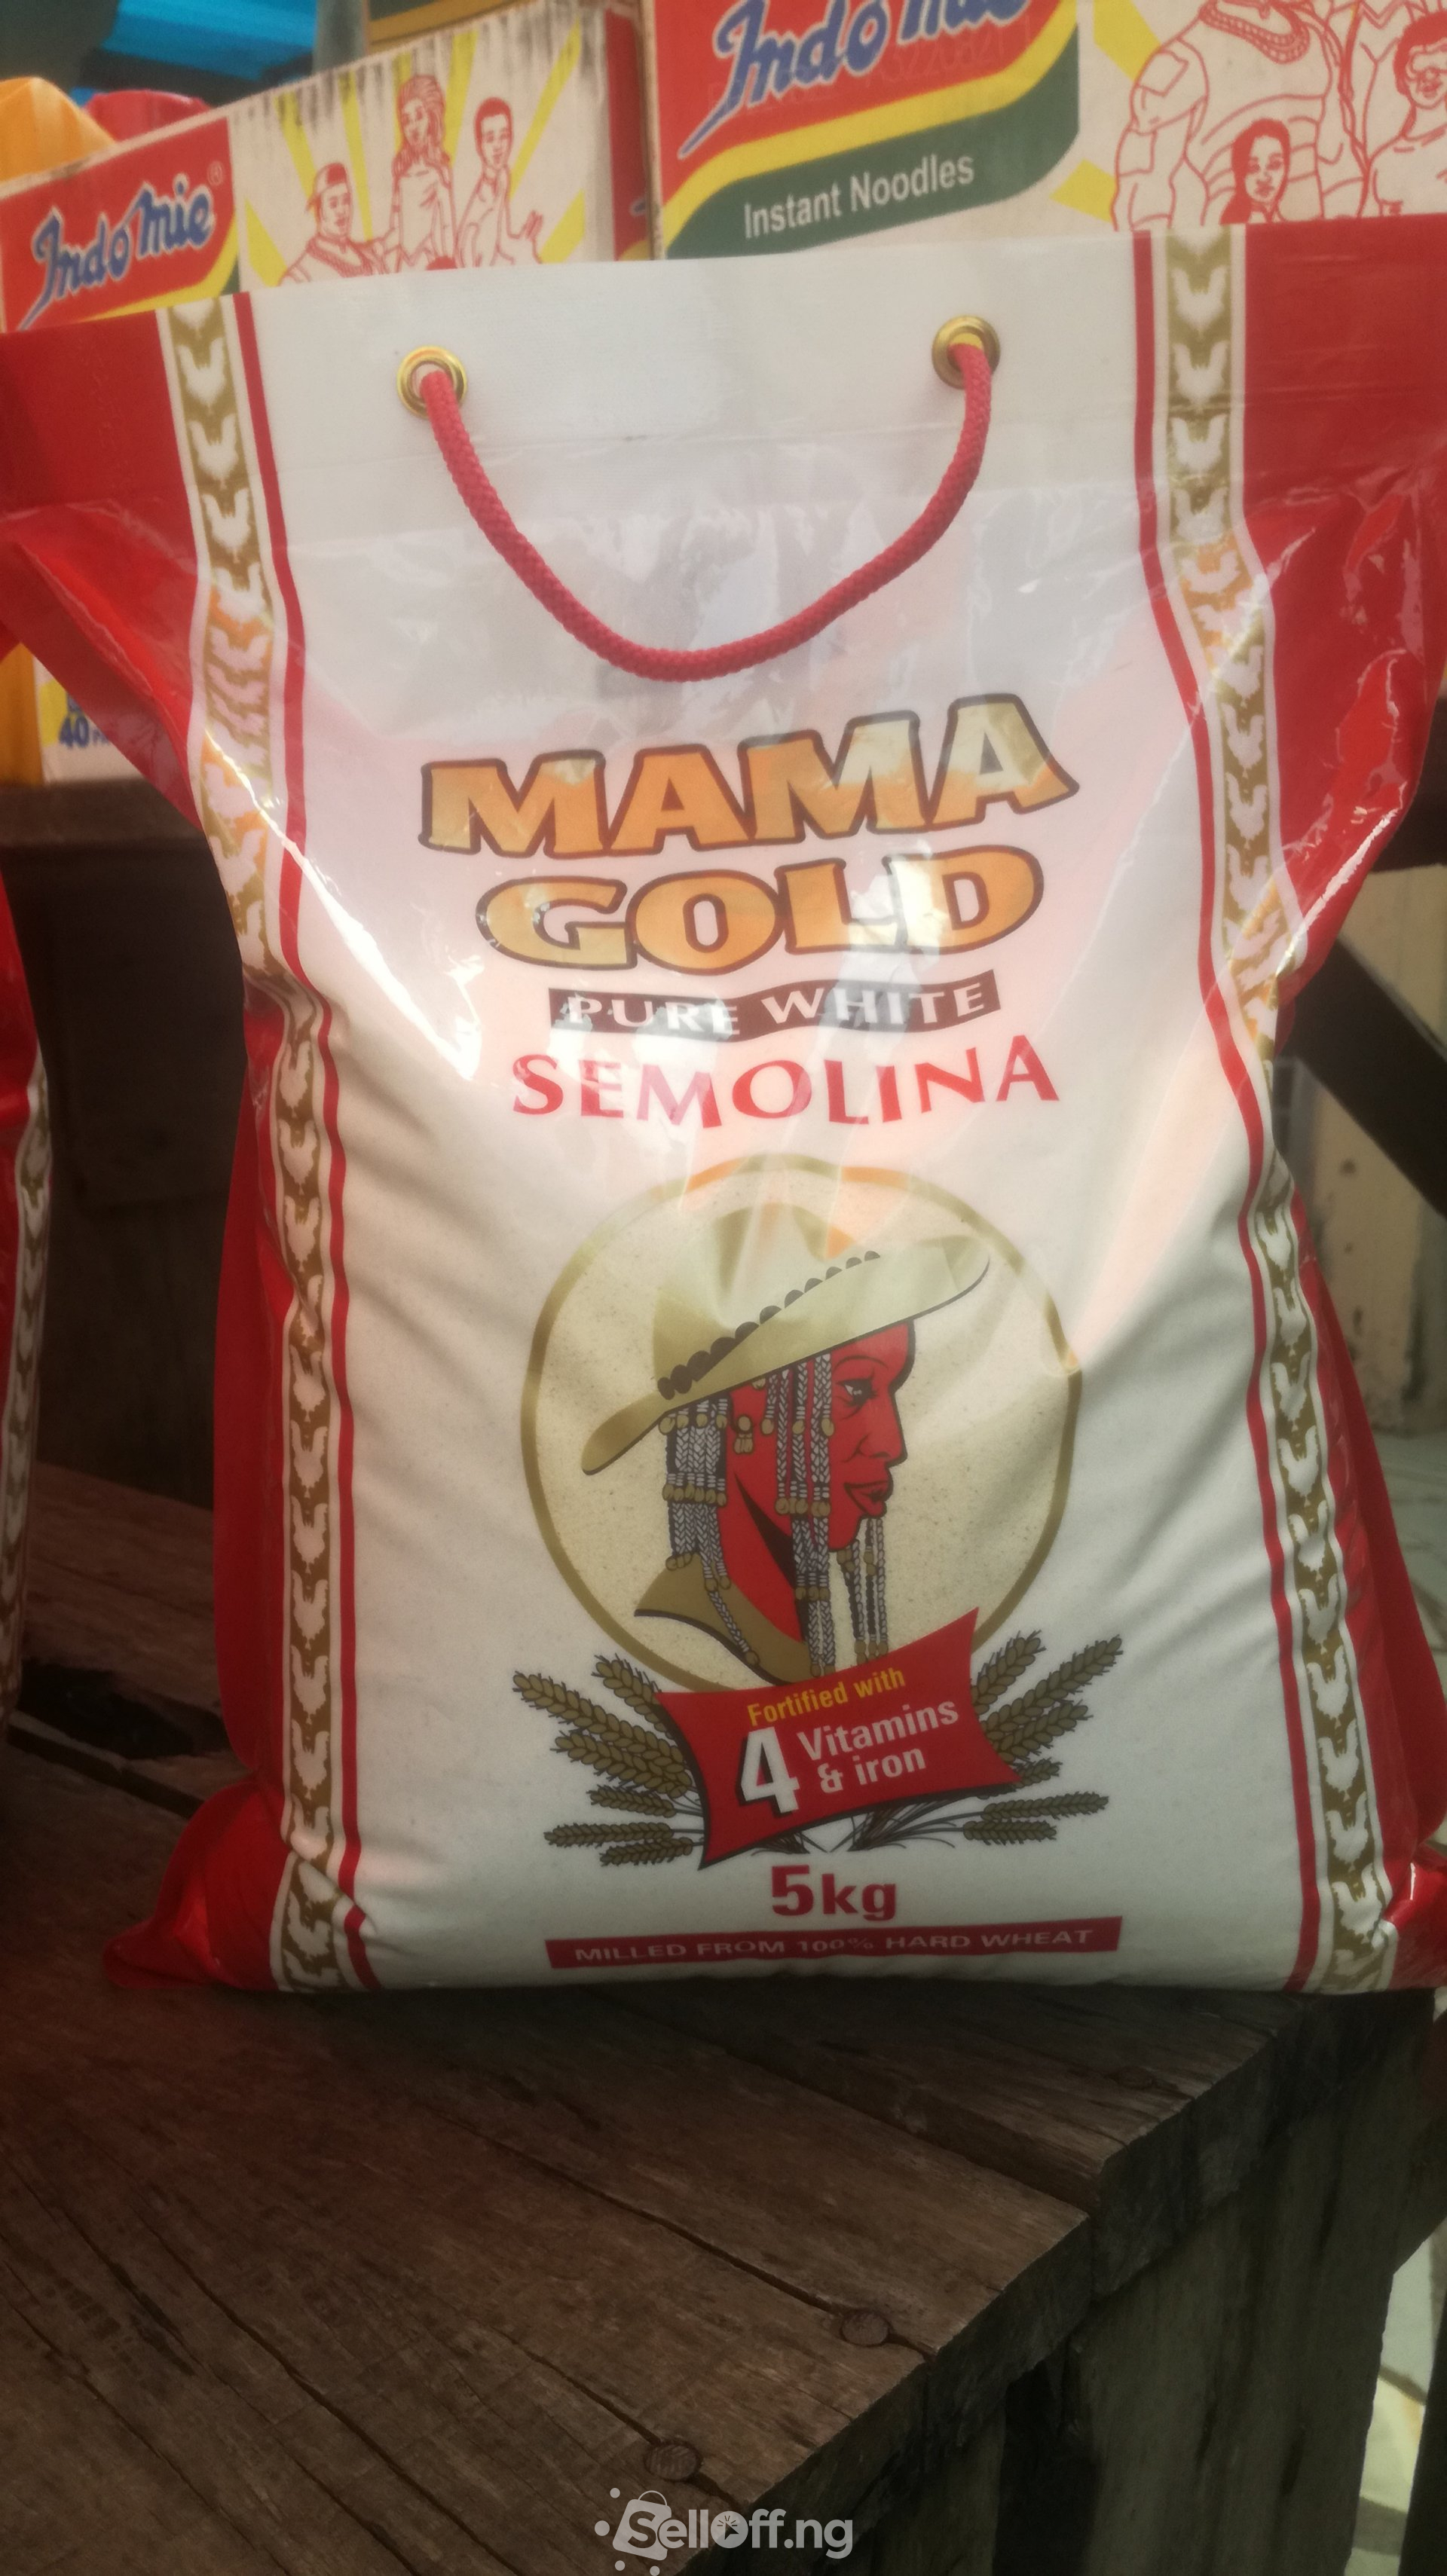 Indomie
Indomie®
Instant Noodles
40
MAMA
GOLD
PURE WHITE
SEMOLINA
Fortified with
4 Vitamins
& iron
5kg
MILLED FROM 100% HARD WHEAT
SellOff.ng